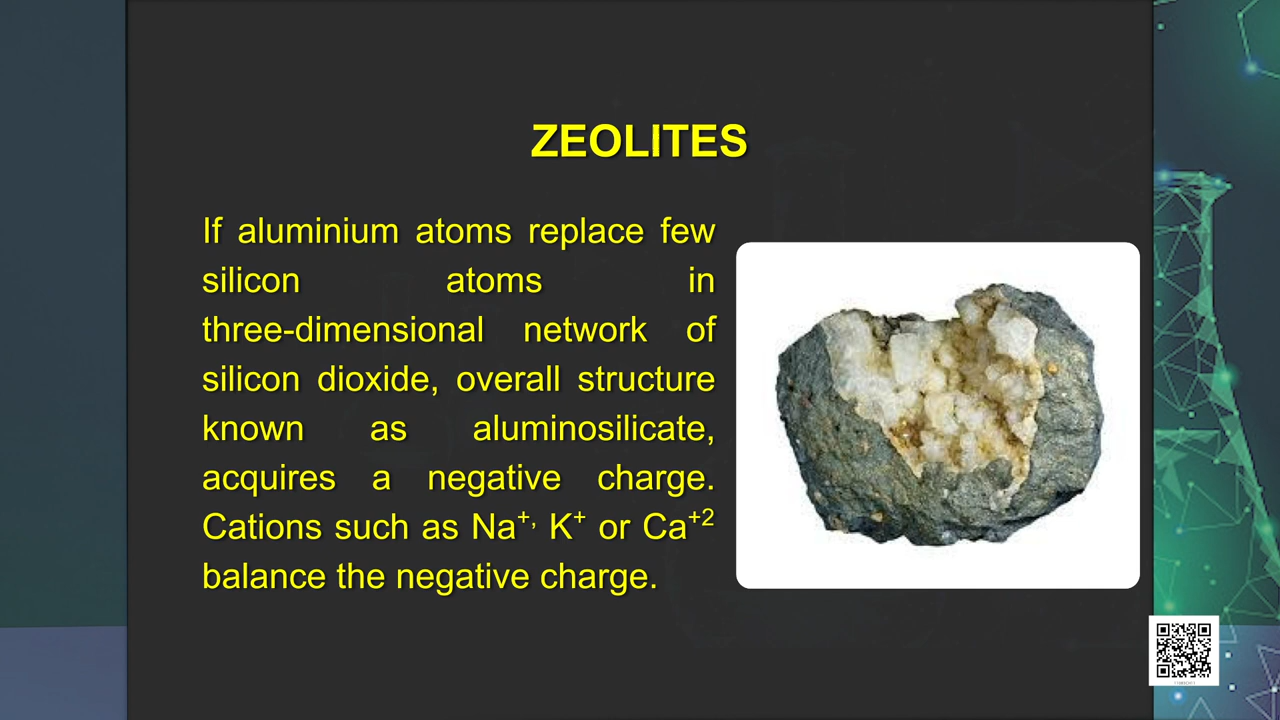 ZEOLITES
If aluminium atoms replace few
silicon atoms in
three-dimensional network of
silicon dioxide, overall structure
known as aluminosilicate,
acquires a negative charge.
Cations such as Na⁺, K⁺ or Ca⁺²
balance the negative charge.